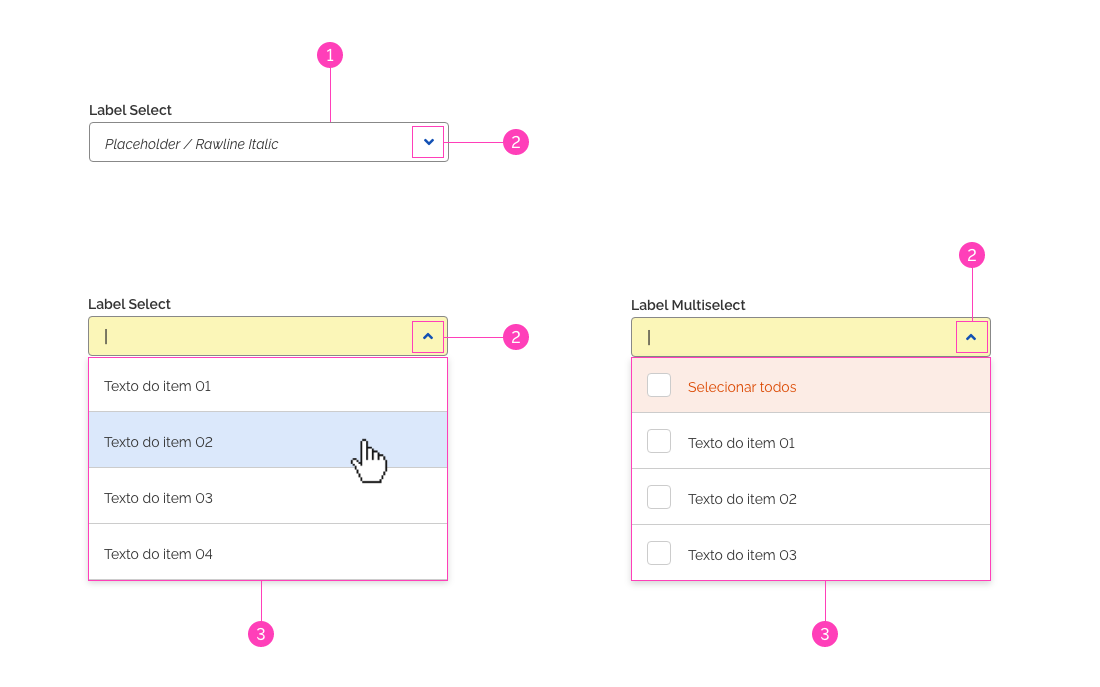 1
Label Select
Placeholder / Rawline Italic
2
Label Select
2
Texto do item 01
Texto do item 02
Texto do item 03
Texto do item 04
3
2
Label Multiselect
Selecionar todos
Texto do item 01
Texto do item 02
Texto do item 03
3